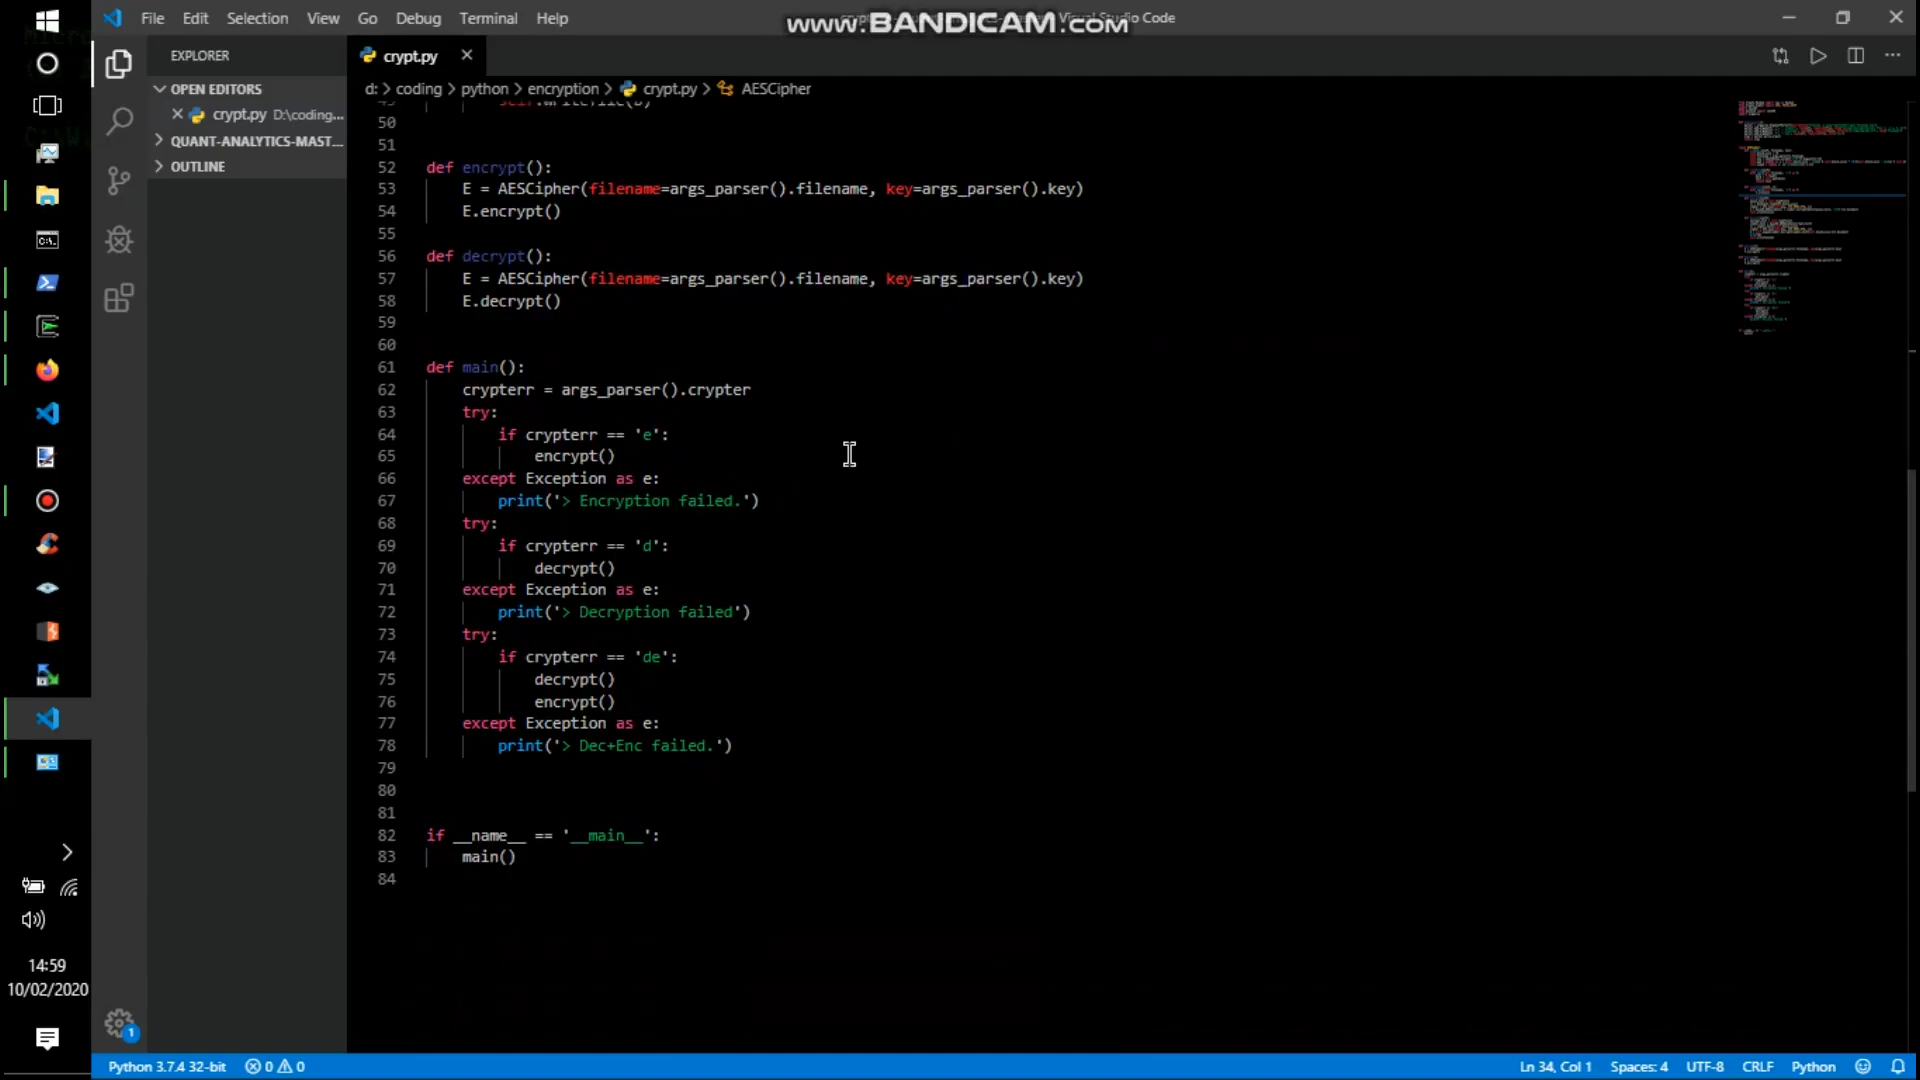 File Edit Selection View Go Debug Terminal Help
www.BANDICAM.com
Visual Studio Code
EXPLORER
crypt.py
OPEN EDITORS
crypt.py D:\coding...
QUANT-ANALYTICS-MAST...
OUTLINE
d: > coding > python > encryption > crypt.py > AESCipher
50
51
52 def encrypt():
53 E = AESCipher(filename=args_parser().filename, key=args_parser().key)
54 E.encrypt()
55
56 def decrypt():
57 E = AESCipher(filename=args_parser().filename, key=args_parser().key)
58 E.decrypt()
59
60
61 def main():
62 crypterr = args_parser().crypter
63 try:
64 if crypterr == 'e':
65 encrypt()
66 except Exception as e:
67 print('> Encryption failed.')
68 try:
69 if crypterr == 'd':
70 decrypt()
71 except Exception as e:
72 print('> Decryption failed')
73 try:
74 if crypterr == 'de':
75 decrypt()
76 encrypt()
77 except Exception as e:
78 print('> Dec+Enc failed.')
79
80
81
82 if __name__ == '__main__':
83 main()
84
14:59
10/02/2020
1
Python 3.7.4 32-bit 0 0
Ln 34, Col 1 Spaces: 4 UTF-8 CRLF Python